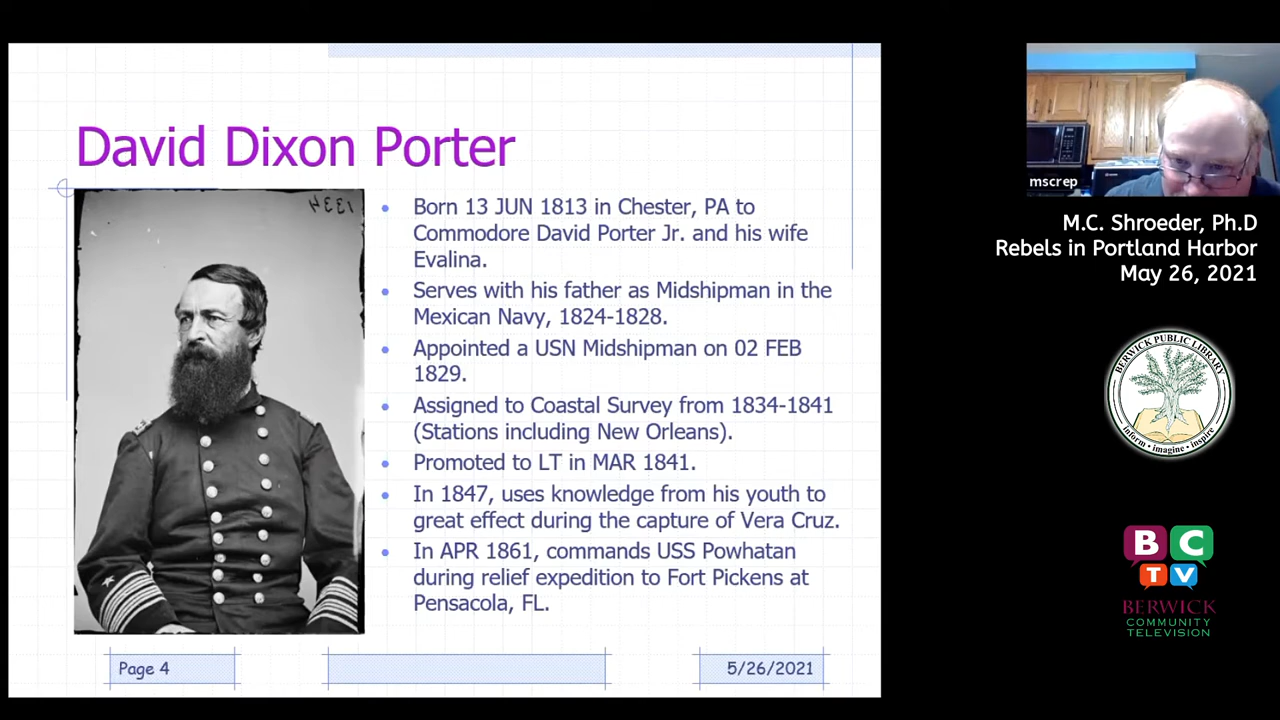 David Dixon Porter
Born 13 JUN 1813 in Chester, PA to
Commodore David Porter Jr. and his wife
Evalina.
Serves with his father as Midshipman in the
Mexican Navy, 1824-1828.
Appointed a USN Midshipman on 02 FEB
1829.
Assigned to Coastal Survey from 1834-1841
(Stations including New Orleans).
Promoted to LT in MAR 1841.
In 1847, uses knowledge from his youth to
great effect during the capture of Vera Cruz.
In APR 1861, commands USS Powhatan
during relief expedition to Fort Pickens at
Pensacola, FL.
Page 4
5/26/2021
mscrep
M.C. Shroeder, Ph.D
Rebels in Portland Harbor
May 26, 2021
BERWICK PUBLIC LIBRARY
inform • imagine • inspire
BC
TV
BERWICK
COMMUNITY
TELEVISION